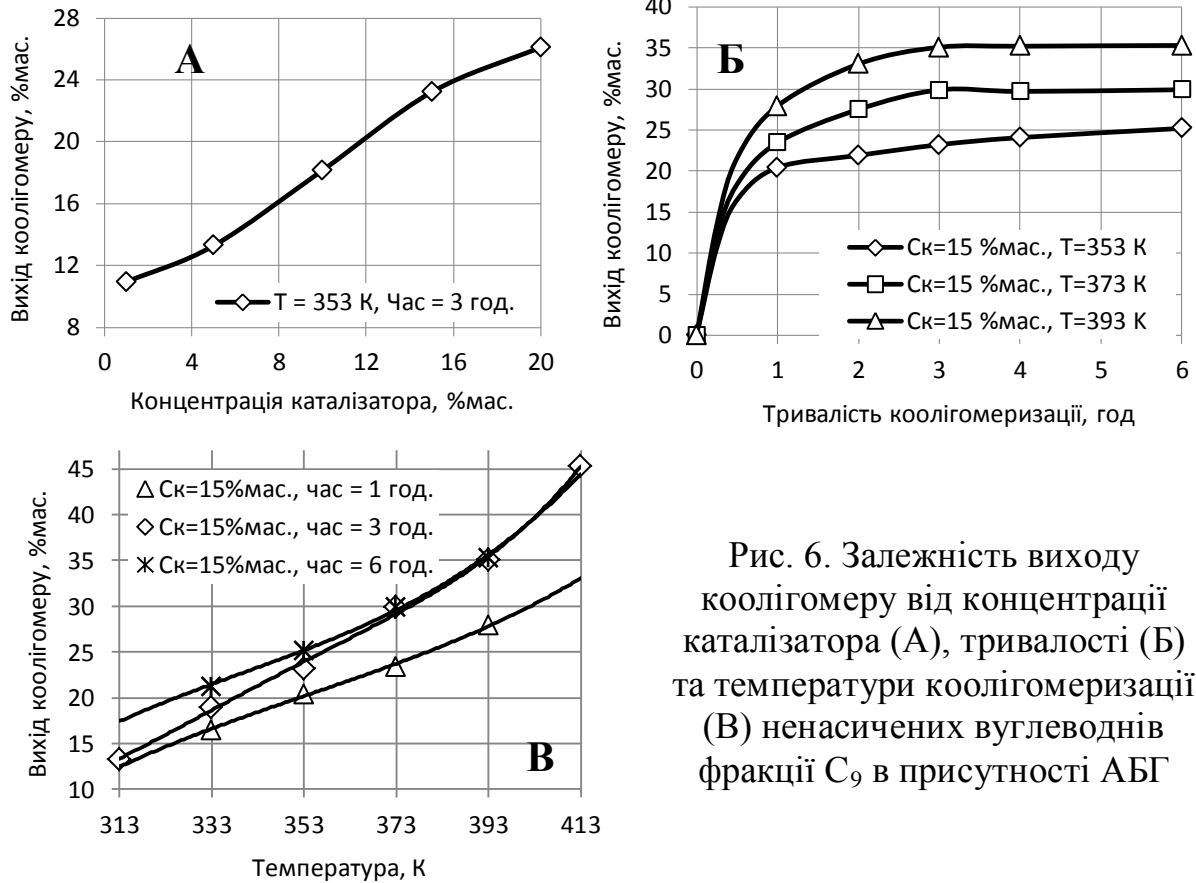 28
24
20
16
12
8
Вихід коолігомеру, %мас.
А
T = 353 K, Час = 3 год.
0 4 8 12 16 20
Концентрація каталізатора, %мас.
40
35
30
25
20
15
10
5
0
Вихід коолігомеру, %мас.
Б
Ск=15 %мас., T=353 K
Ск=15 %мас., T=373 K
Ск=15 %мас., T=393 K
0 1 2 3 4 5 6
Тривалість коолігомеризації, год
45
40
35
30
25
20
15
10
Вихід коолігомеру, %мас.
Ск=15%мас., час = 1 год.
Ск=15%мас., час = 3 год.
Ск=15%мас., час = 6 год.
В
313 333 353 373 393 413
Температура, К
Рис. 6. Залежність виходу
коолігомеру від концентрації
каталізатора (А), тривалості (Б)
та температури коолігомеризації
(В) ненасичених вуглеводнів
фракції С₉ в присутності АБГ